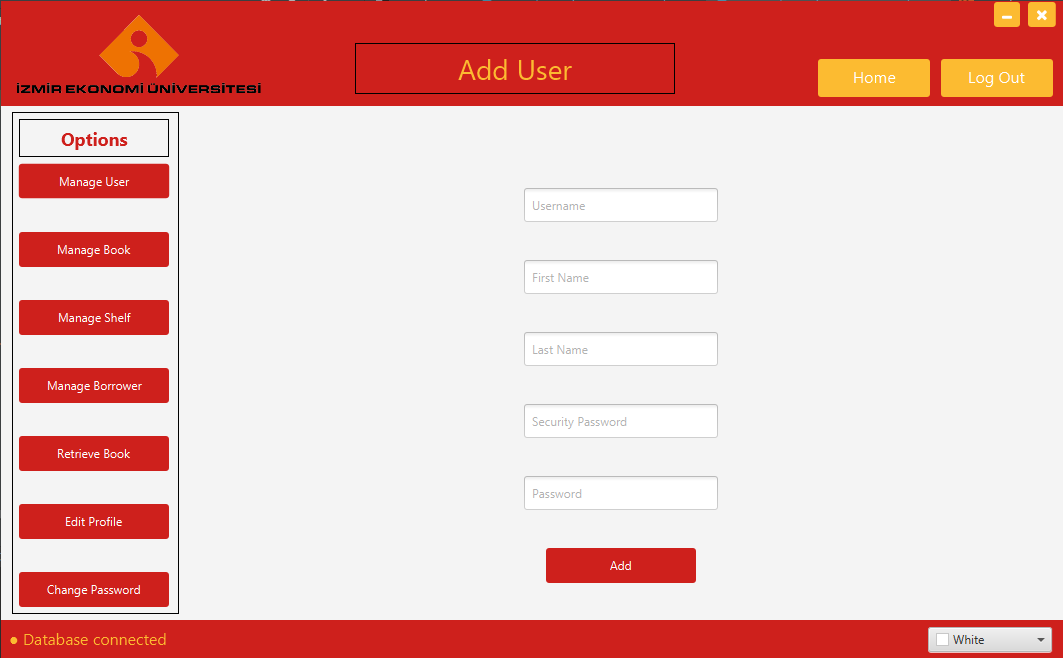 İZMİR EKONOMİ ÜNİVERSİTESİ
Add User
Home
Log Out
Options
Manage User
Manage Book
Manage Shelf
Manage Borrower
Retrieve Book
Edit Profile
Change Password
Username
First Name
Last Name
Security Password
Password
Add
Database connected
White